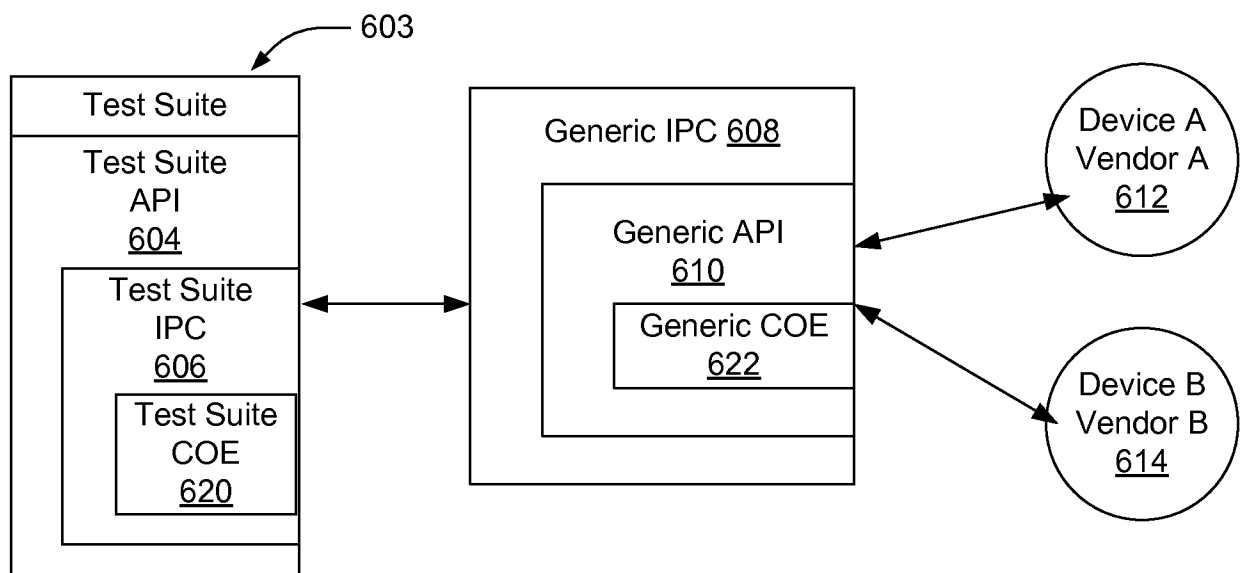 603
Test Suite
Test Suite
API
604
Test Suite
IPC
606
Test Suite
COE
620
Generic IPC 608
Generic API
610
Generic COE
622
Device A
Vendor A
612
Device B
Vendor B
614